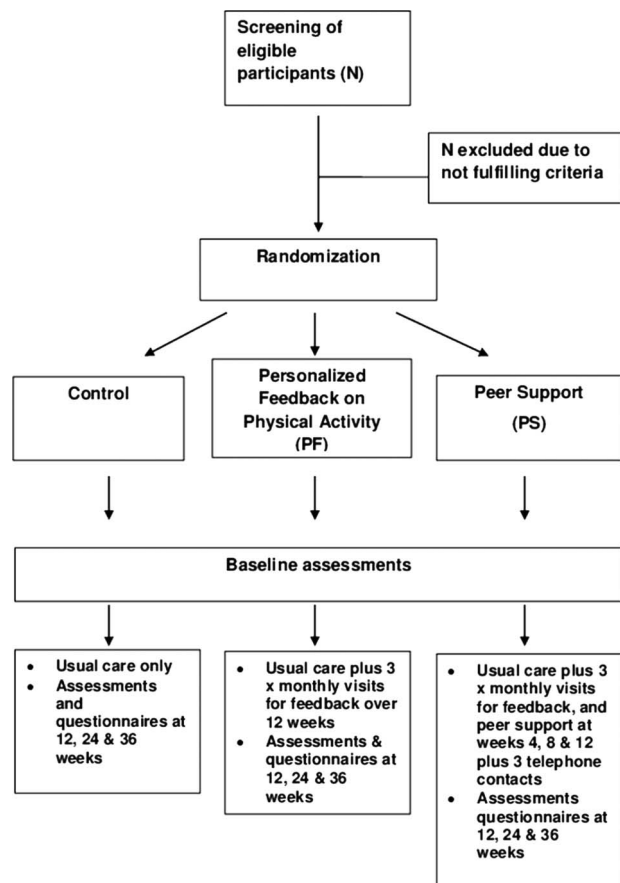 Screening of
eligible
participants (N)
N excluded due to
not fulfilling criteria
Randomization
Control
Personalized
Feedback on
Physical Activity
(PF)
Peer Support
(PS)
Baseline assessments
• Usual care only
• Assessments
and
questionnaires at
12, 24 & 36
weeks
• Usual care plus 3
x monthly visits
for feedback over
12 weeks
• Assessments &
questionnaires at
12, 24 & 36
weeks
• Usual care plus 3
x monthly visits
for feedback, and
peer support at
weeks 4, 8 & 12
plus 3 telephone
contacts
• Assessments
questionnaires at
12, 24 & 36
weeks